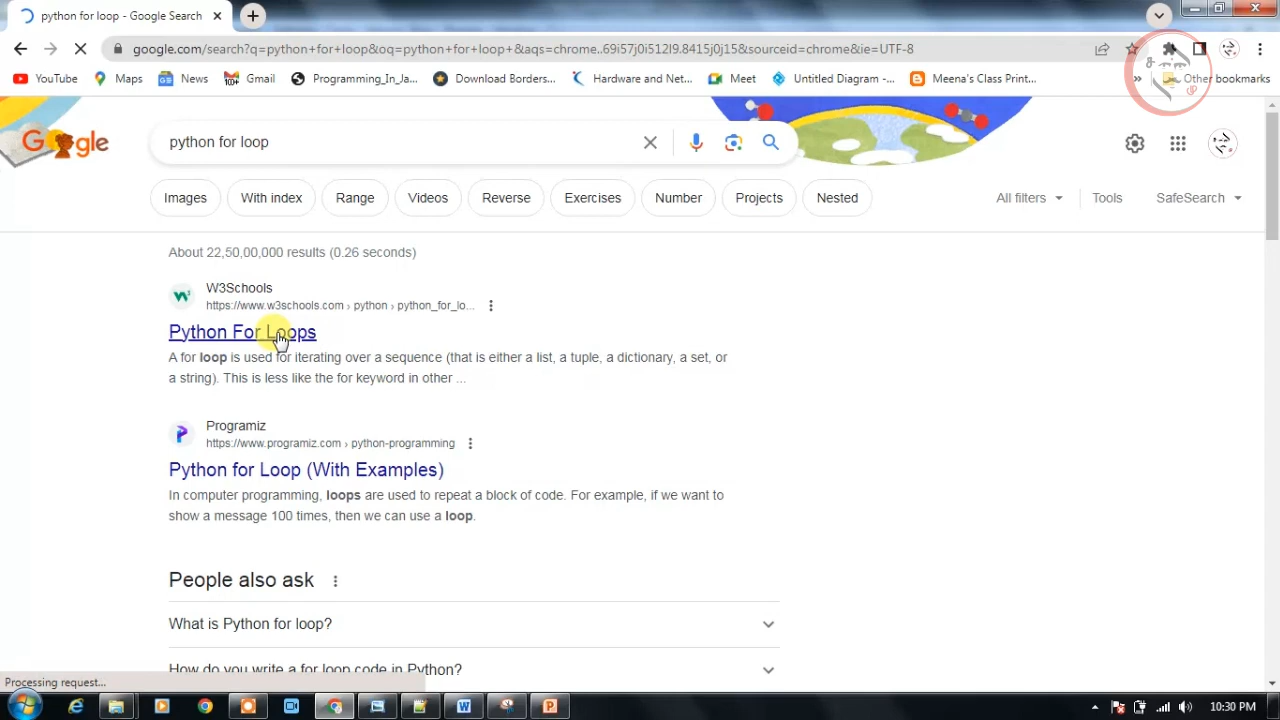 python for loop - Google Search
google.com/search?q=python+for+loop&oq=python+for+loop+&aqs=chrome..69i57j0i512l9.8415j0j15&sourceid=chrome&ie=UTF-8
YouTube Maps News Gmail Programming_In_Ja... Download Borders... Hardware and Net... Meet Untitled Diagram -... Meena's Class Print... » Other bookmarks
python for loop
Images With index Range Videos Reverse Exercises Number Projects Nested All filters Tools SafeSearch
About 22,50,00,000 results (0.26 seconds)
W3Schools
https://www.w3schools.com › python › python_for_lo...
Python For Loops
A for loop is used for iterating over a sequence (that is either a list, a tuple, a dictionary, a set, or
a string). This is less like the for keyword in other ...
Programiz
https://www.programiz.com › python-programming
Python for Loop (With Examples)
In computer programming, loops are used to repeat a block of code. For example, if we want to
show a message 100 times, then we can use a loop.
People also ask
What is Python for loop?
How do you write a for loop code in Python?
Processing request...
10:30 PM